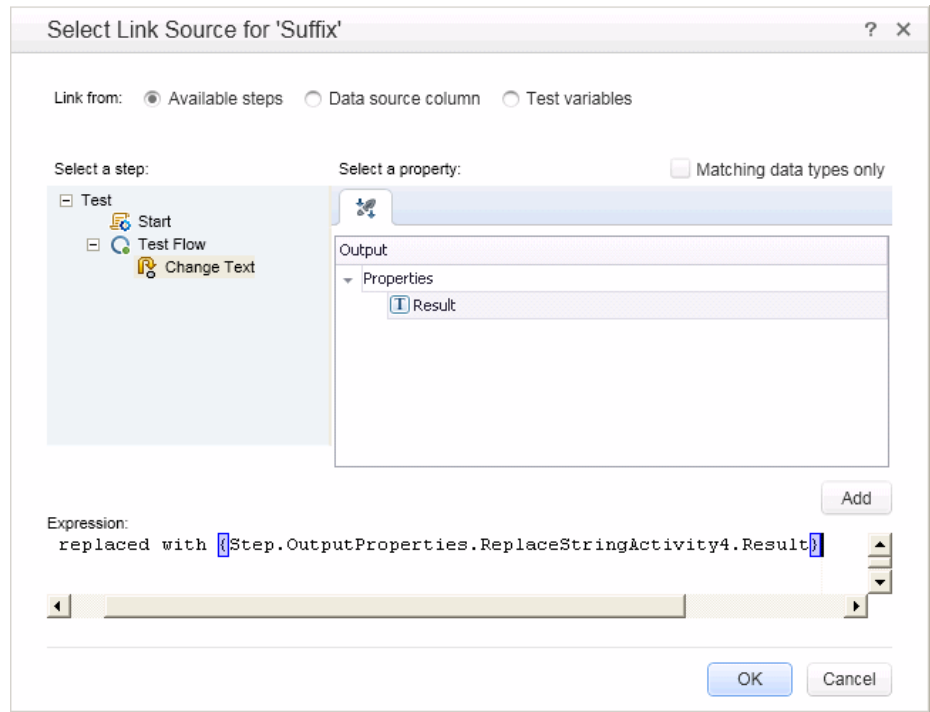 Select Link Source for 'Suffix'
? ×
Link from: Available steps Data source column Test variables
Select a step: Select a property: Matching data types only
Test
Start
Test Flow
Change Text
Output
Properties
T Result
Add
Expression:
replaced with {Step.OutputProperties.ReplaceStringActivity4.Result}
OK Cancel